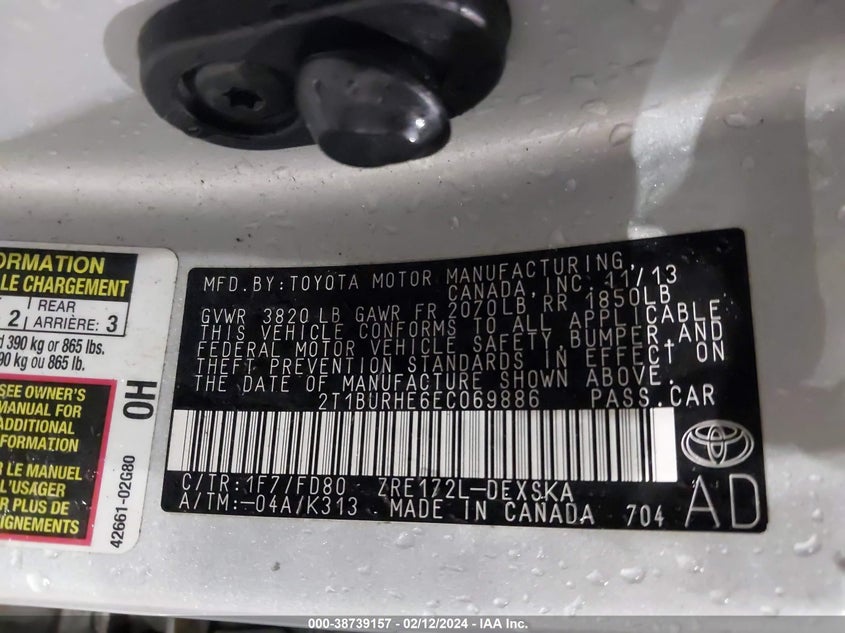 ORMATION
LE CHARGEMENT
2 REAR
ARRIÈRE: 3
390 kg or 865 lbs.
90 kg ou 865 lb.
SEE OWNER'S
MANUAL FOR
ADDITIONAL
NFORMATION
R LE MANUEL
L'USAGER
R PLUS DE
SIGNEMENTS
0H
42661-02G80
MFD.BY:TOYOTA MOTOR MANUFACTURING,
CANADA,INC. 11/13
GVWR 3820 LB GAWR FR 2070LB RR 1850LB
THIS VEHICLE CONFORMS TO ALL APPLICABLE
FEDERAL MOTOR VEHICLE SAFETY,BUMPER,AND
THEFT PREVENTION STANDARDS IN EFFECT ON
THE DATE OF MANUFACTURE SHOWN ABOVE.
2T1BURHE6EC069886 PASS.CAR
C/TR:1F7/FD80 ZRE172L-DEXSKA
A/TM:-04A/K313 MADE IN CANADA 704 AD
000-38739157 - 02/12/2024 - IAA Inc.